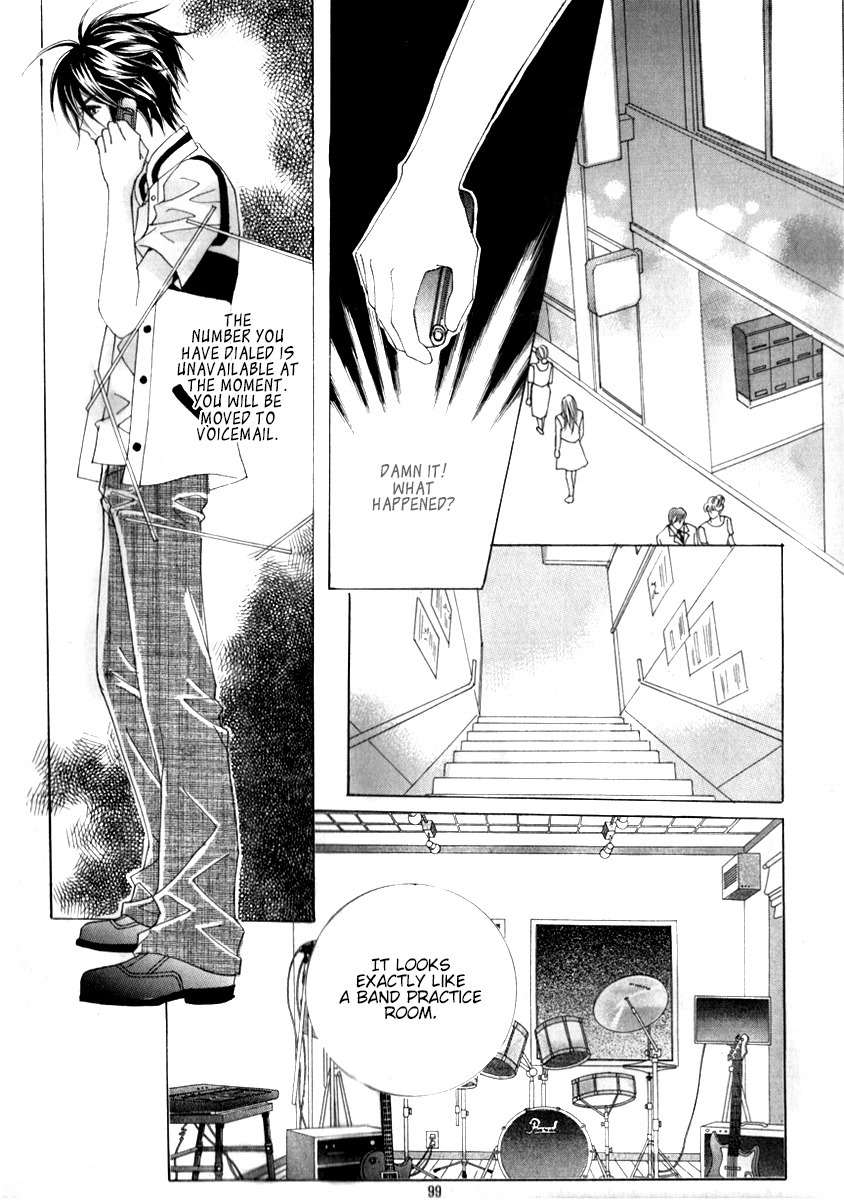 THE
NUMBER YOU
HAVE DIALED IS
UNAVAILABLE AT
THE MOMENT.
YOU WILL BE
MOVED TO
VOICEMAIL.
DAMN IT!
WHAT
HAPPENED?
IT LOOKS
EXACTLY LIKE
A BAND PRACTICE
ROOM.
Pearl
99